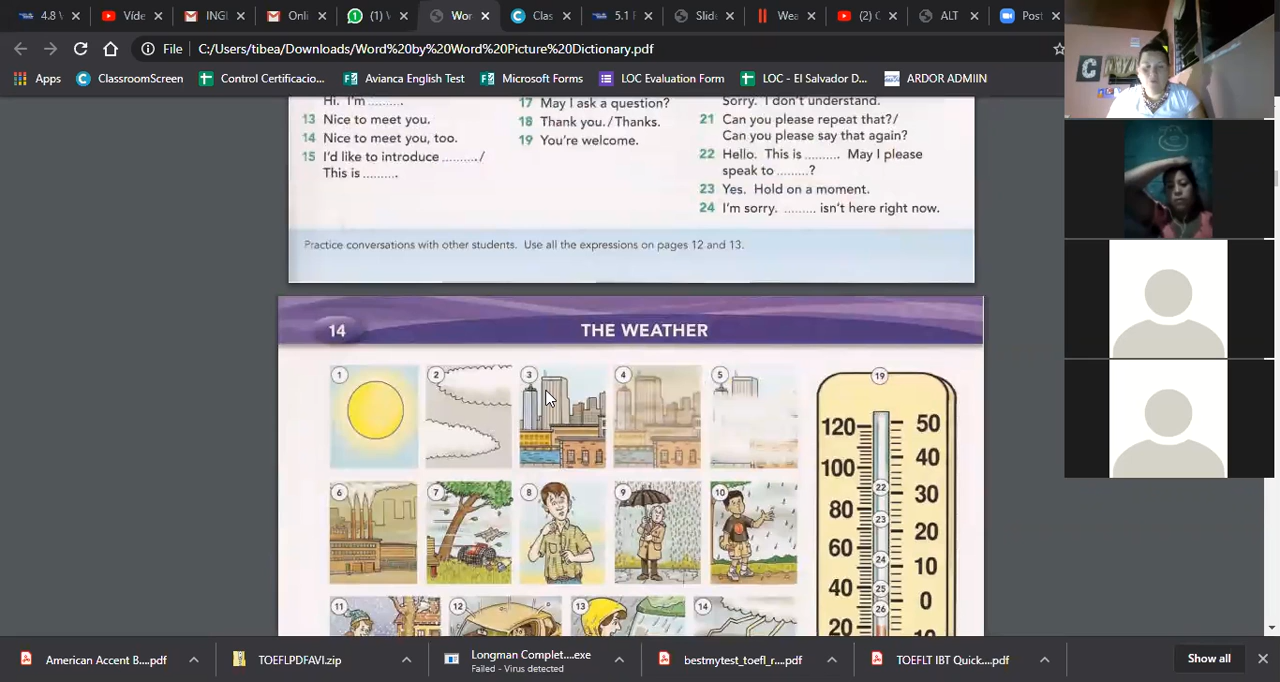 4.8 V
Víde
INGI
Onli
(1) \
Wor
Clas
5.1 F
Slid
Wea
(2) C
ALT
Post
File
C:/Users/tibea/Downloads/Word%20by%20Word%20Picture%20Dictionary.pdf
Apps
ClassroomScreen
Control Certificacio...
Avianca English Test
Microsoft Forms
LOC Evaluation Form
LOC - El Salvador D...
ARDOR ADMIIN
Hi. I'm .........
13 Nice to meet you.
14 Nice to meet you, too.
15 I'd like to introduce ........./
This is .........
17 May I ask a question?
18 Thank you./Thanks.
19 You're welcome.
Sorry. I don't understand.
21 Can you please repeat that?/
Can you please say that again?
22 Hello. This is ......... May I please
speak to .........?
23 Yes. Hold on a moment.
24 I'm sorry. ......... isn't here right now.
Practice conversations with other students. Use all the expressions on pages 12 and 13.
14
THE WEATHER
1
2
3
4
5
6
7
8
9
10
11
12
13
14
19
120
50
100
40
22
80
30
23
60
20
24
40
10
25
0
26
20
C
American Accent B....pdf
TOEFLPDFAVI.zip
Longman Complet....exe
Failed - Virus detected
bestmytest_toefl_r....pdf
TOEFLT IBT Quick....pdf
Show all